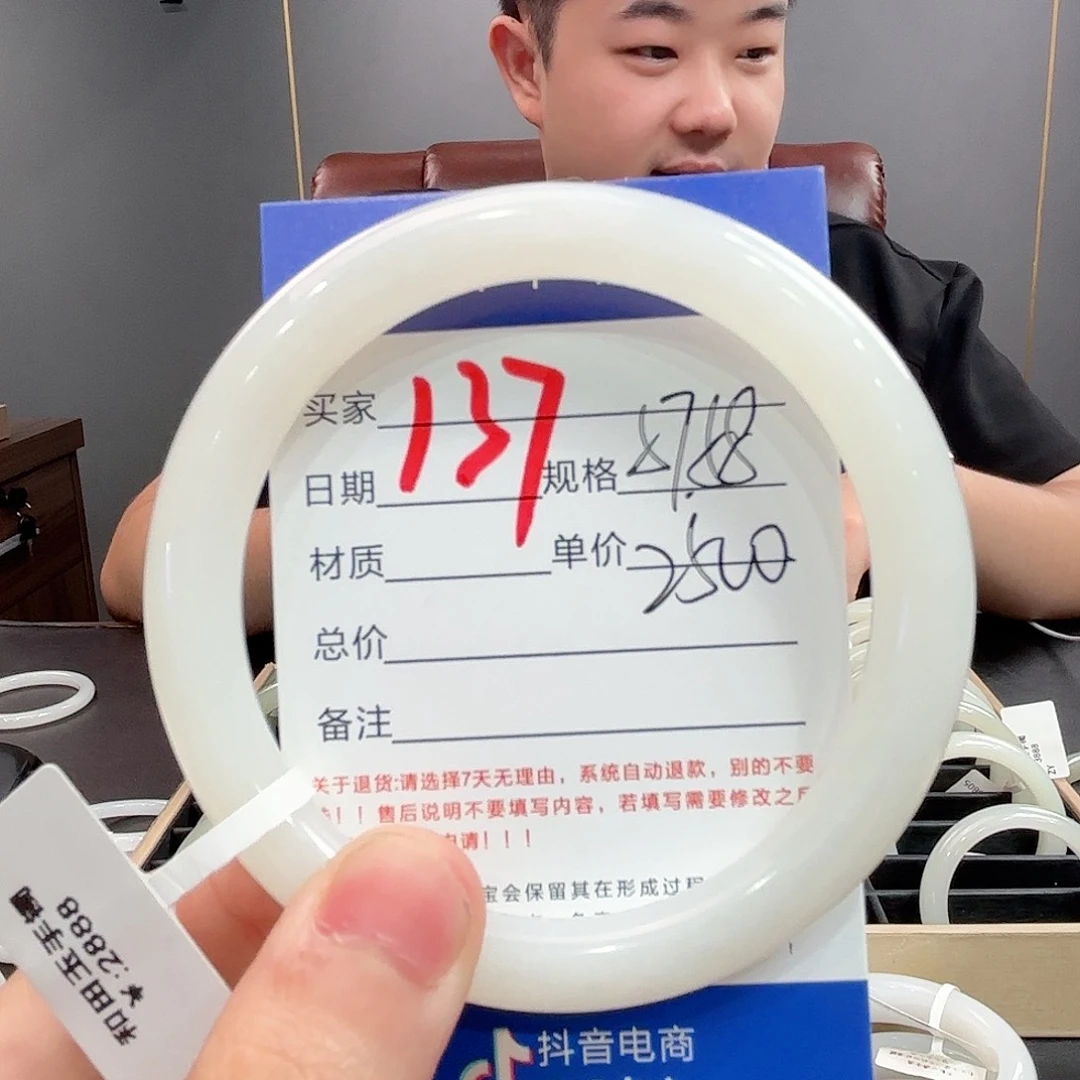 买家 137
日期 规格 57.88
材质 单价 2500
总价
备注
关于退货:请选择7天无理由，系统自动退款，别的不要
！！售后说明不要填写内容，若填写需要修改之
申请！！！
宝会保留其在形成过程
抖音电商
和田玉手镯
★:2888